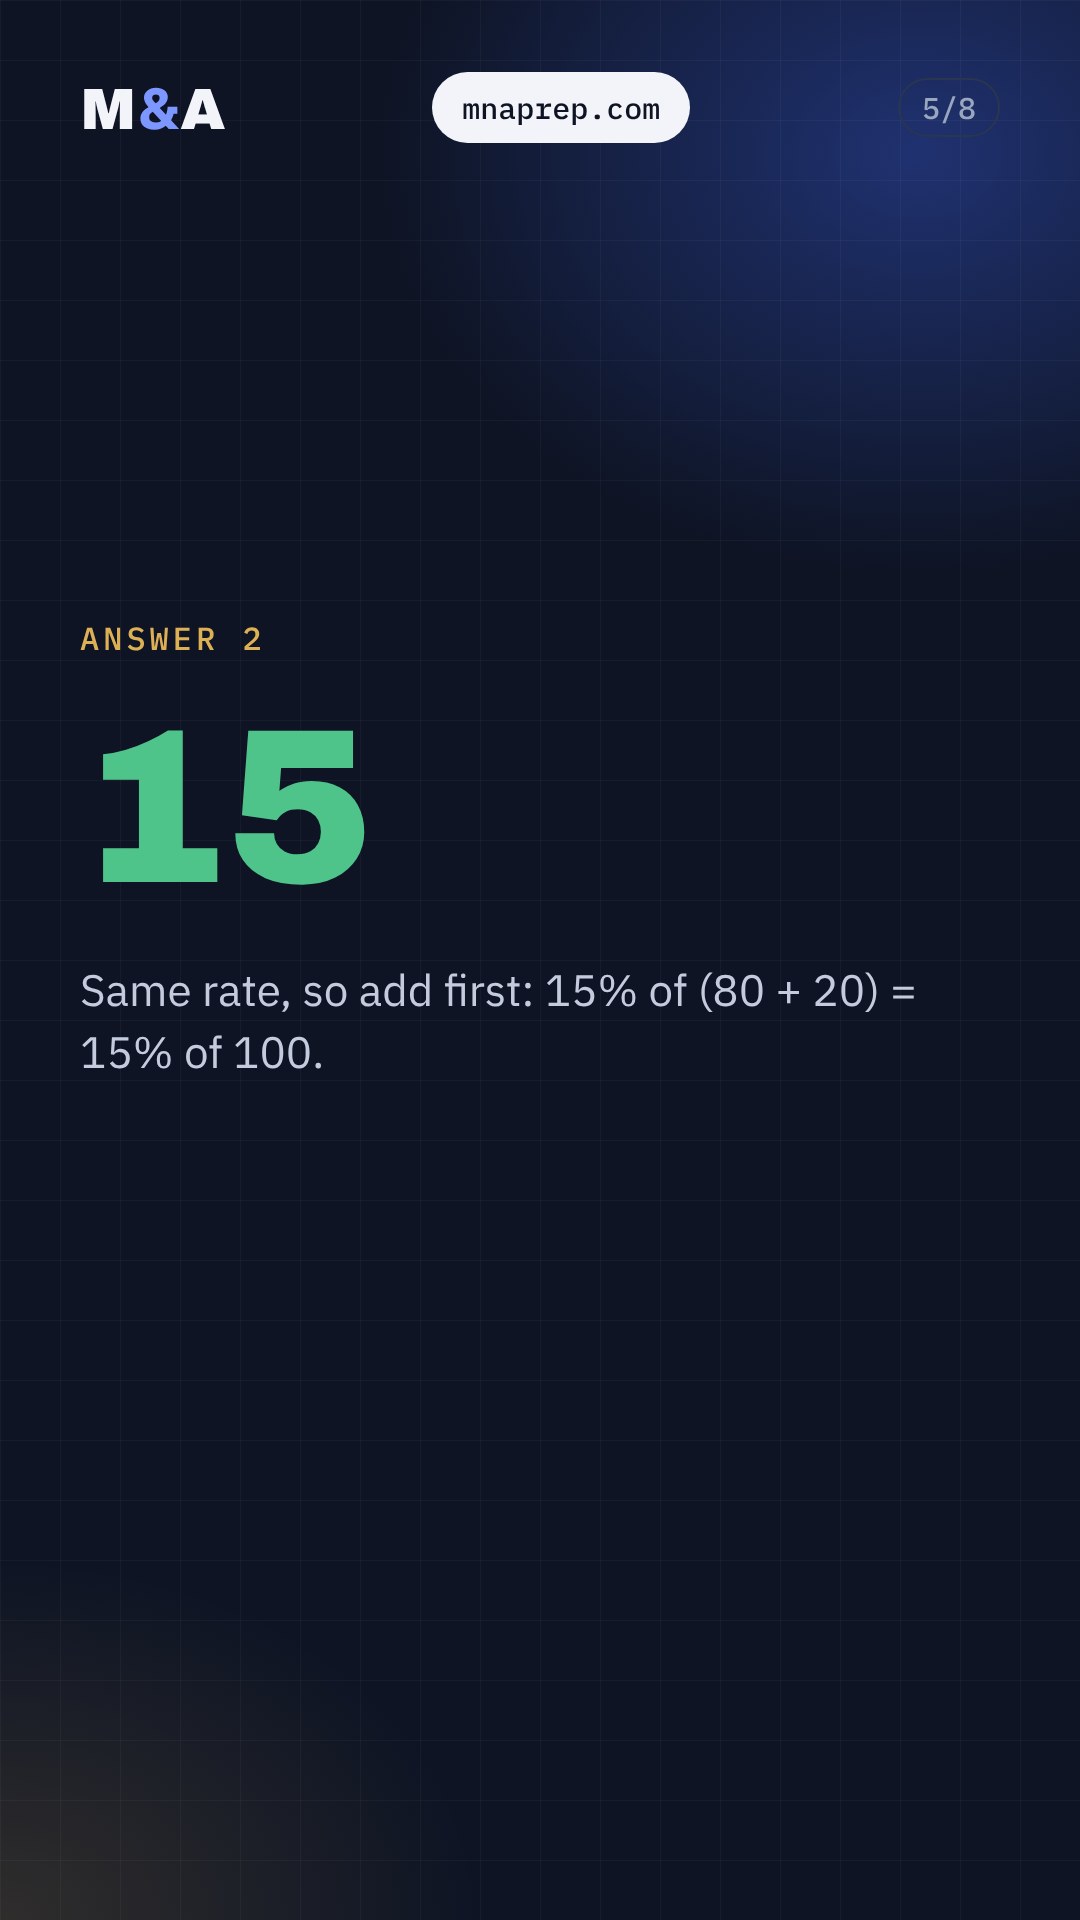 M&A
mnaprep.com
5/8
ANSWER 2
15
Same rate, so add first: 15% of (80 + 20) =
15% of 100.